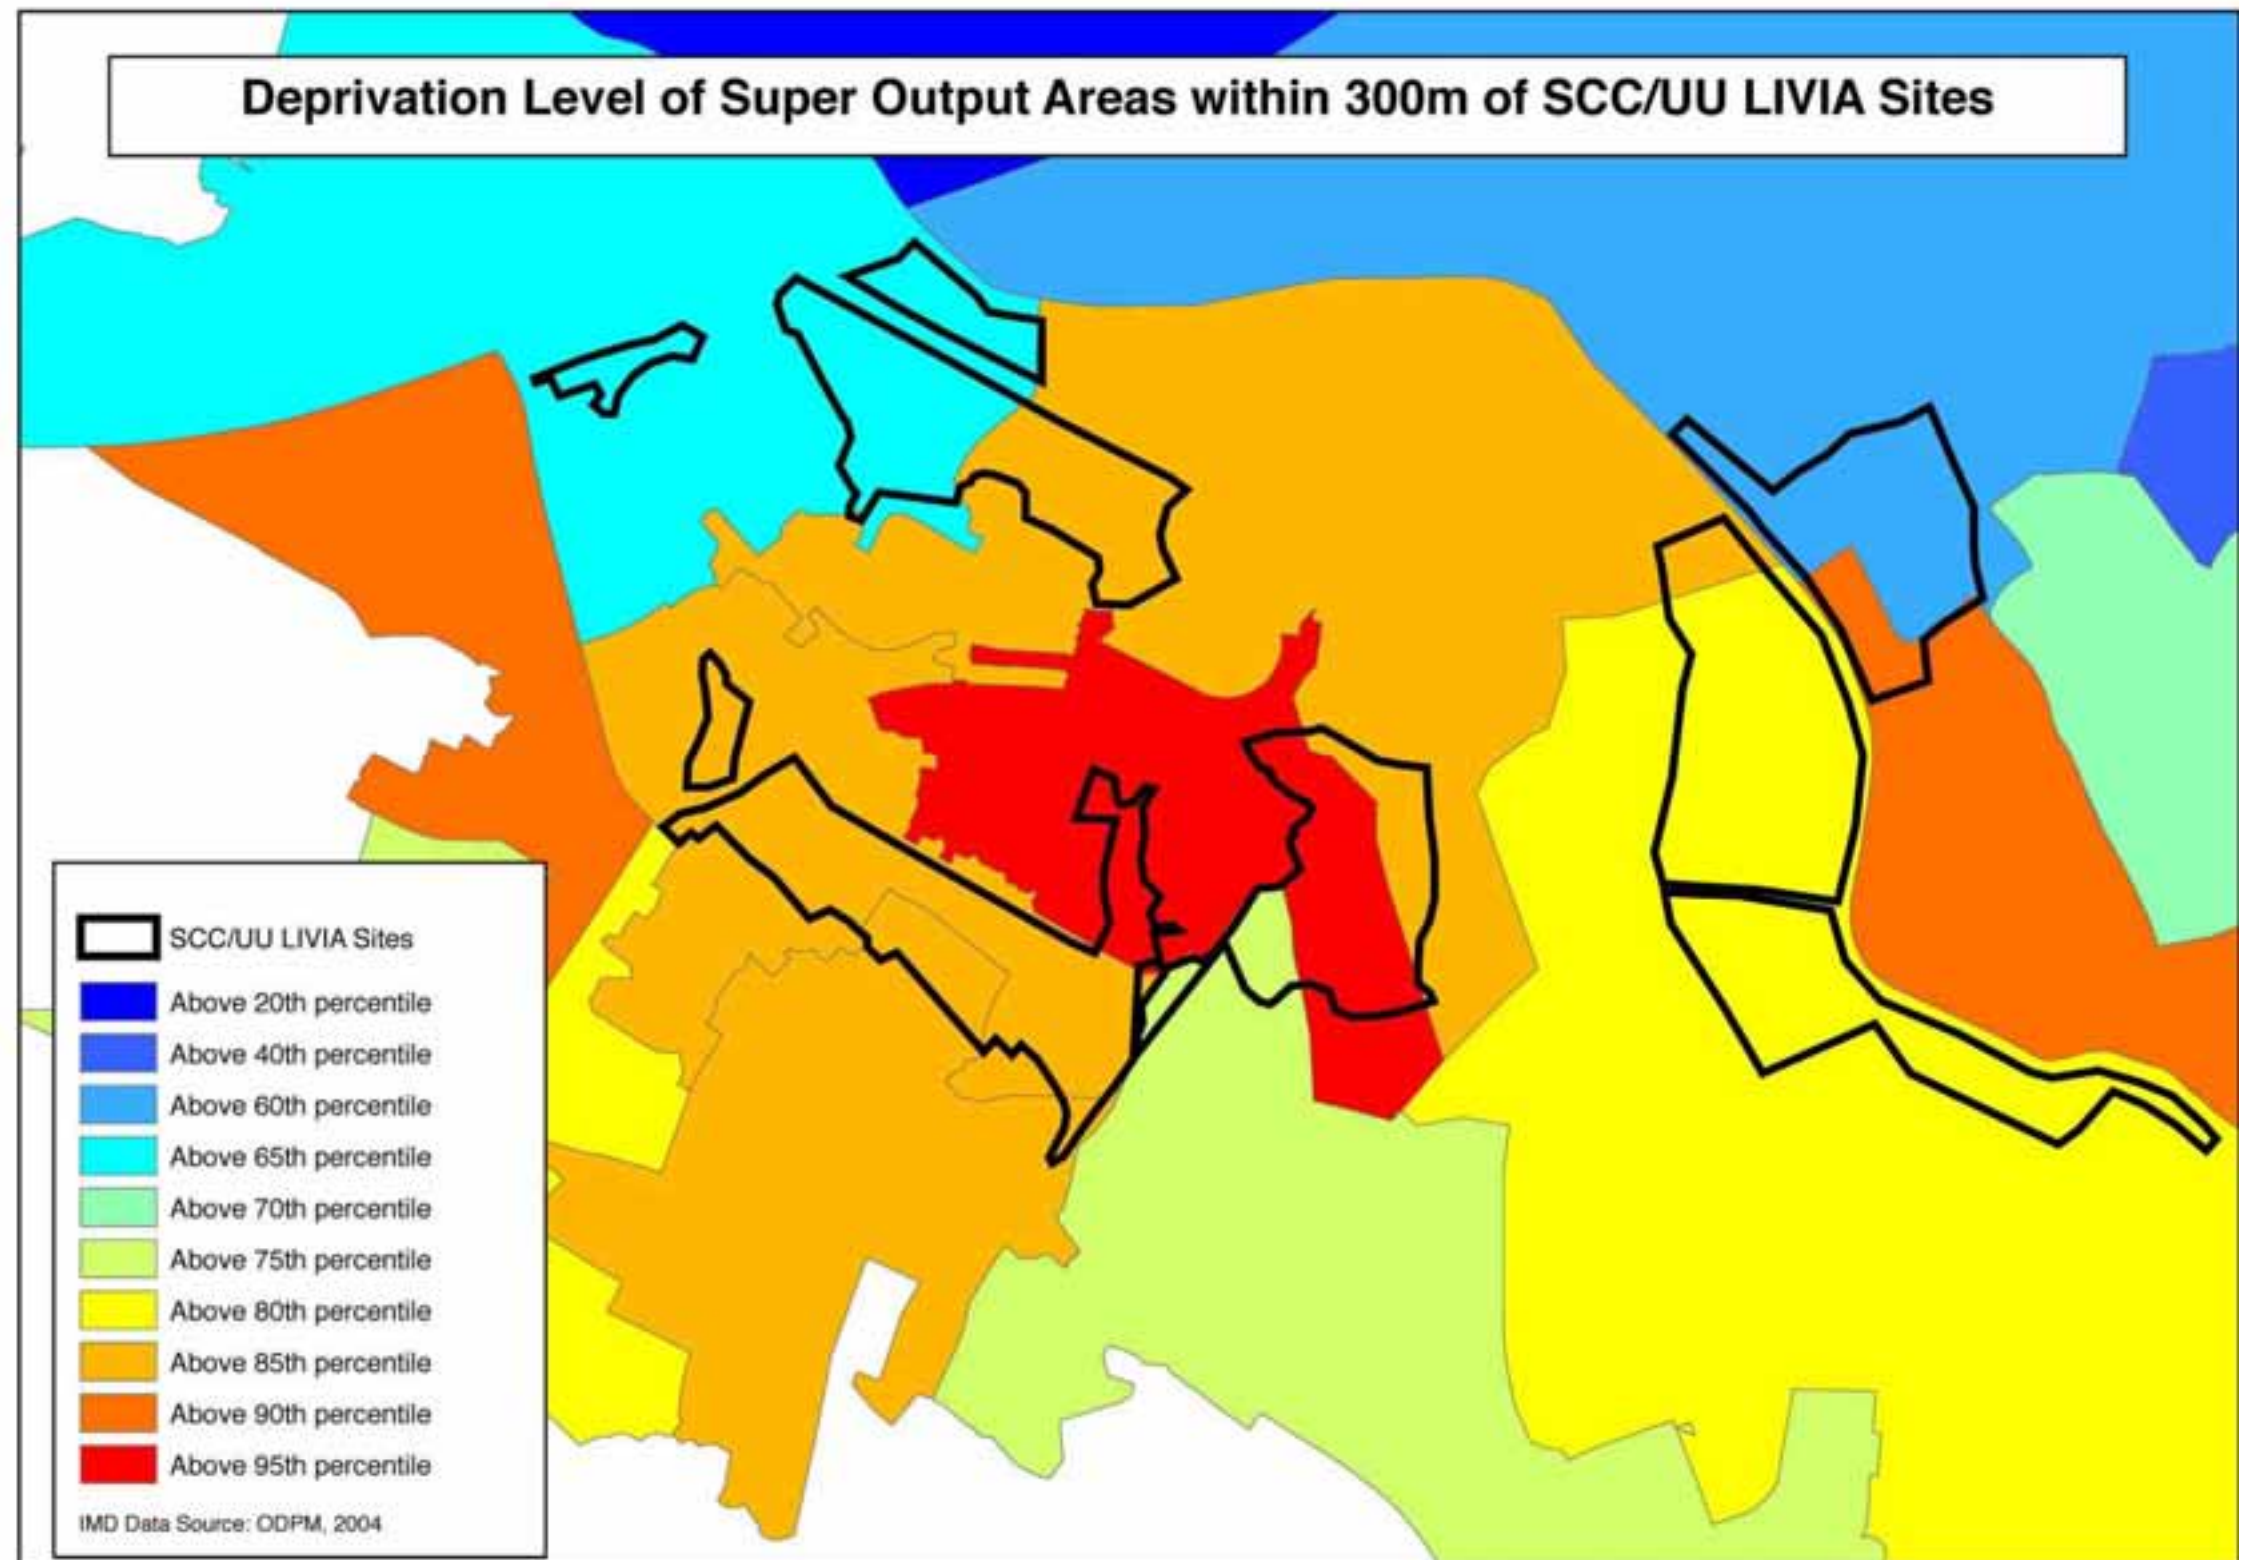 Deprivation Level of Super Output Areas within 300m of SCC/UU LIVIA Sites
SCC/UU LIVIA Sites
Above 20th percentile
Above 40th percentile
Above 60th percentile
Above 65th percentile
Above 70th percentile
Above 75th percentile
Above 80th percentile
Above 85th percentile
Above 90th percentile
Above 95th percentile
IMD Data Source: ODPM, 2004